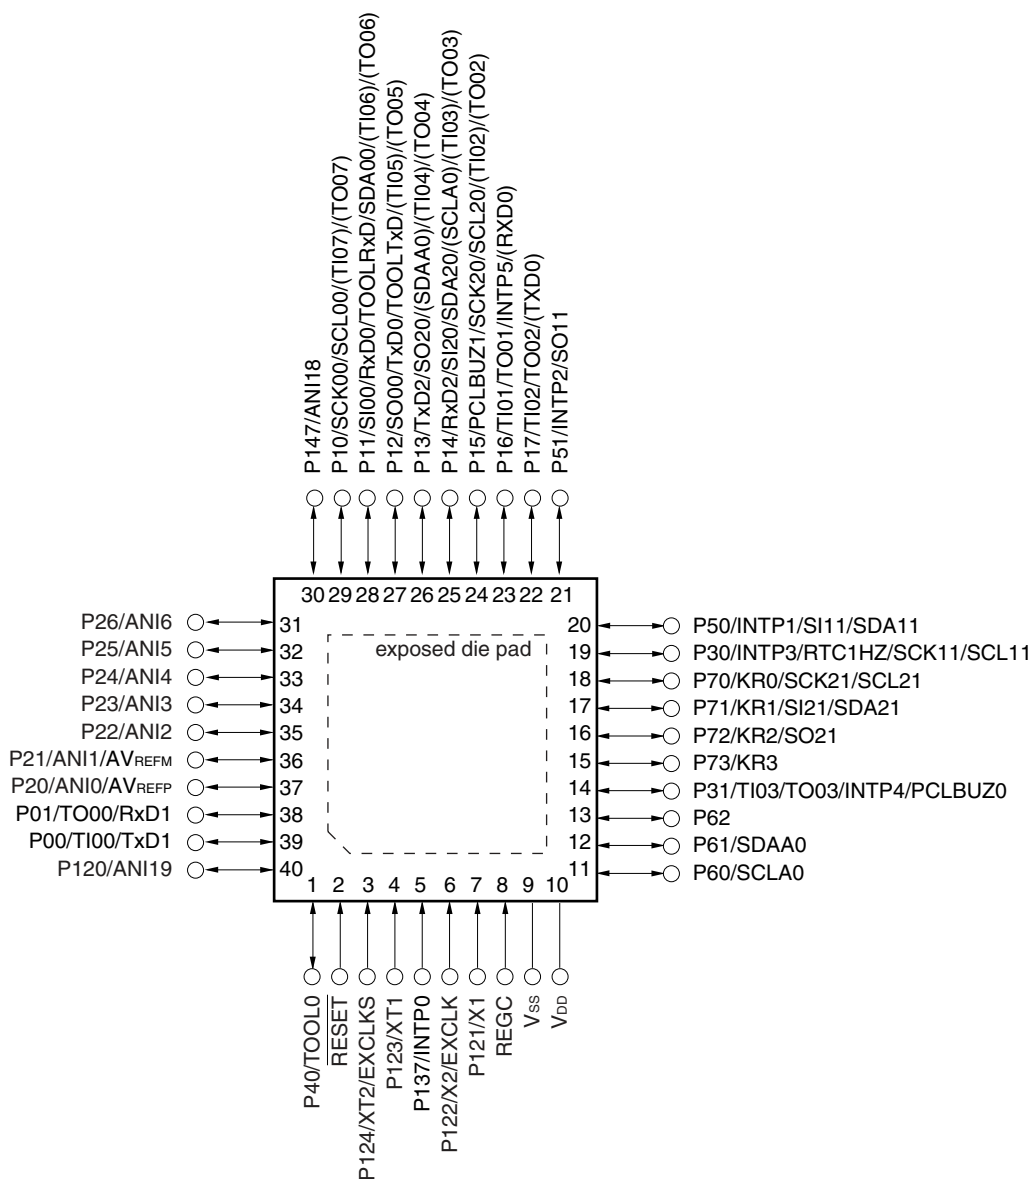 P147/ANI18
P10/SCK00/SCL00/(TI07)/(TO07)
P11/SI00/RxD0/TOOLRxD/SDA00/(TI06)/(TO06)
P12/SO00/TxD0/TOOLTxD/(TI05)/(TO05)
P13/TxD2/SO20/(SDAA0)/(TI04)/(TO04)
P14/RxD2/SI20/SDA20/(SCLA0)/(TI03)/(TO03)
P15/PCLBUZ1/SCK20/SCL20/(TI02)/(TO02)
P16/TI01/TO01/INTP5/(RXD0)
P17/TI02/TO02/(TXD0)
P51/INTP2/SO11
30 29 28 27 26 25 24 23 22 21
P26/ANI6 31
P25/ANI5 32
P24/ANI4 33
P23/ANI3 34
P22/ANI2 35
P21/ANI1/AVREFM 36
P20/ANI0/AVREFP 37
P01/TO00/RxD1 38
P00/TI00/TxD1 39
P120/ANI19 40
exposed die pad
20 P50/INTP1/SI11/SDA11
19 P30/INTP3/RTC1HZ/SCK11/SCL11
18 P70/KR0/SCK21/SCL21
17 P71/KR1/SI21/SDA21
16 P72/KR2/SO21
15 P73/KR3
14 P31/TI03/TO03/INTP4/PCLBUZ0
13 P62
12 P61/SDAA0
11 P60/SCLA0
1 2 3 4 5 6 7 8 9 10
P40/TOOL0
RESET
P124/XT2/EXCLKS
P123/XT1
P137/INTP0
P122/X2/EXCLK
P121/X1
REGC
VSS
VDD